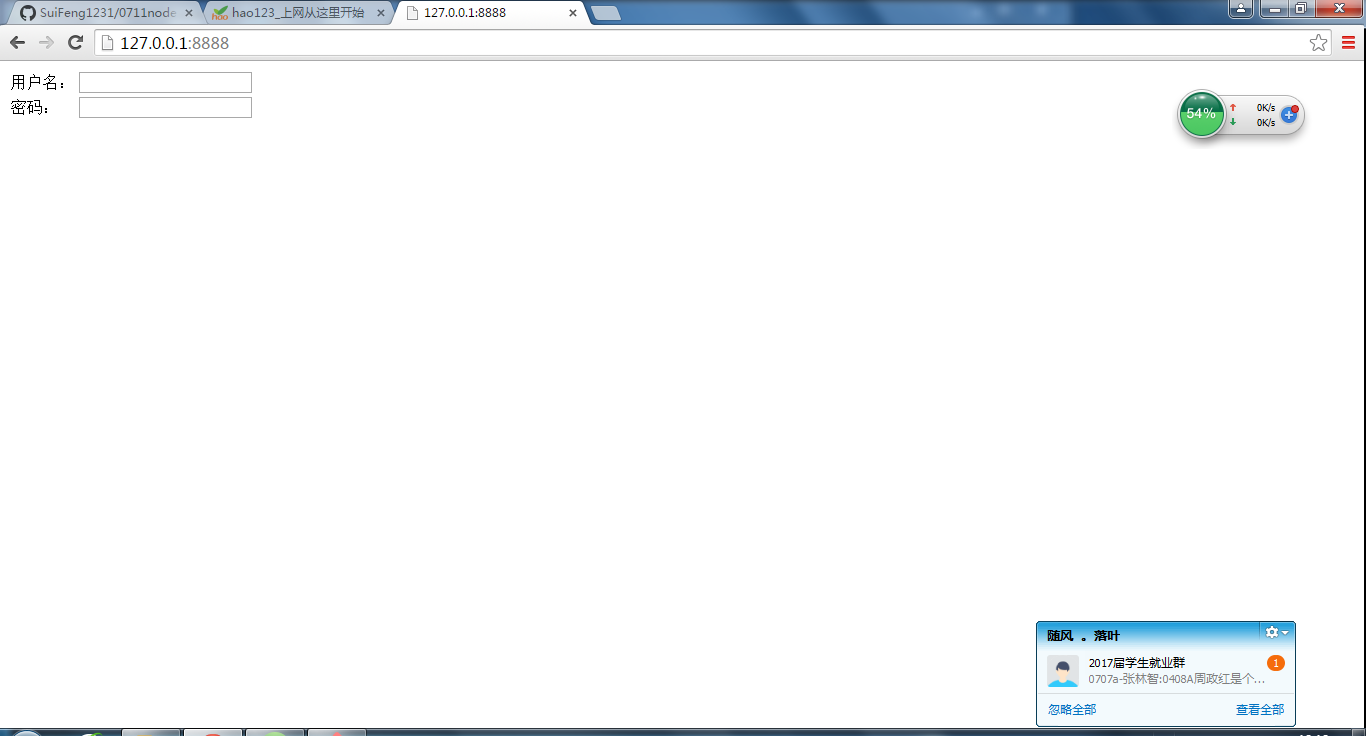 SuiFeng1231/0711node
hao123_上网从这里开始
127.0.0.1:8888
127.0.0.1:8888
用户名：
密码：
54%
0K/s
0K/s
随风 。落叶
2017届学生就业群
1
0707a-张林智:0408A周政红是个...
忽略全部
查看全部